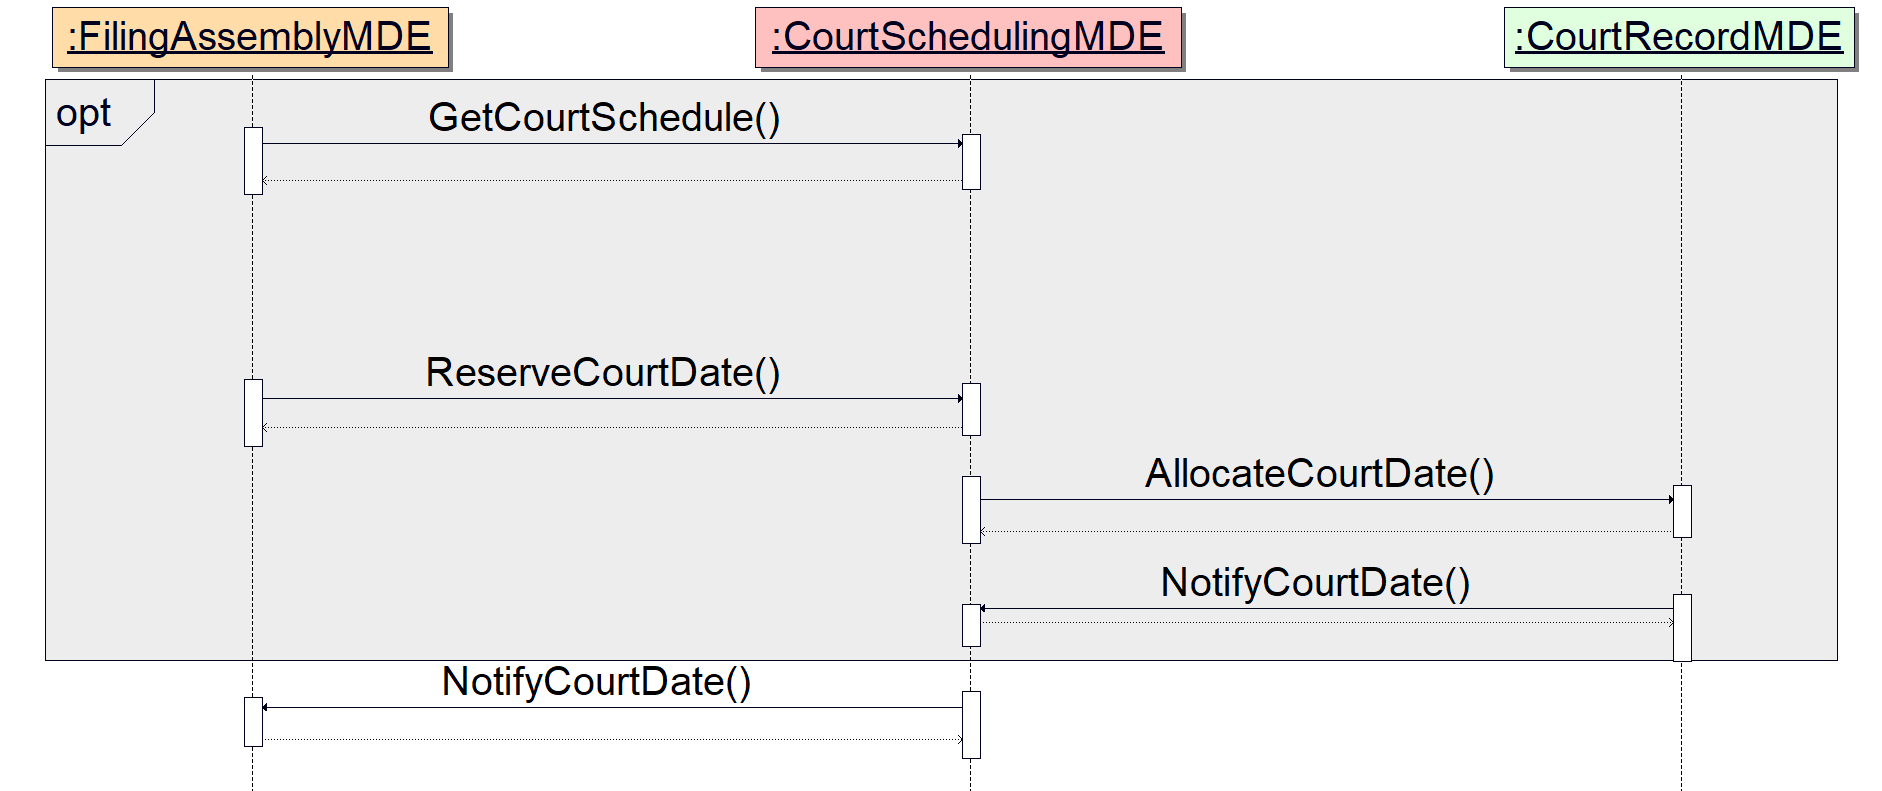 :FilingAssemblyMDE
:CourtSchedulingMDE
:CourtRecordMDE
opt
GetCourtSchedule()
ReserveCourtDate()
AllocateCourtDate()
NotifyCourtDate()
NotifyCourtDate()